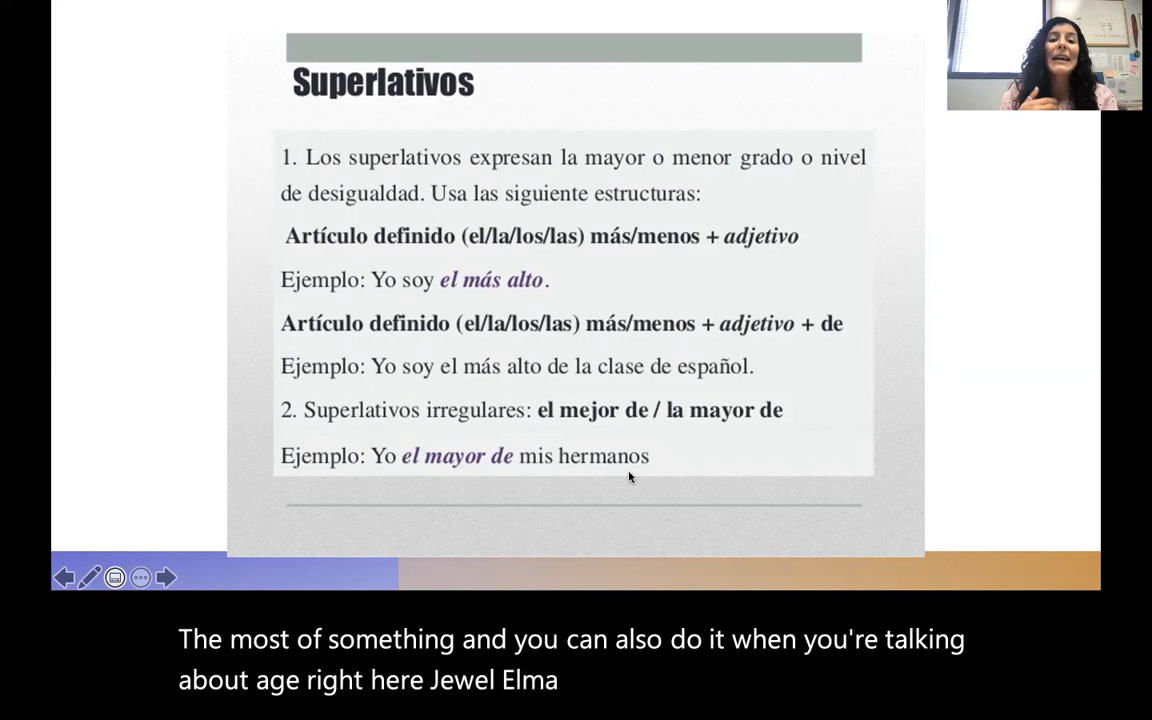 Superlativos
1. Los superlativos expresan la mayor o menor grado o nivel
de desigualdad. Usa las siguiente estructuras:
Artículo definido (el/la/los/las) más/menos + adjetivo
Ejemplo: Yo soy el más alto.
Artículo definido (el/la/los/las) más/menos + adjetivo + de
Ejemplo: Yo soy el más alto de la clase de español.
2. Superlativos irregulares: el mejor de / la mayor de
Ejemplo: Yo el mayor de mis hermanos
The most of something and you can also do it when you're talking
about age right here Jewel Elma